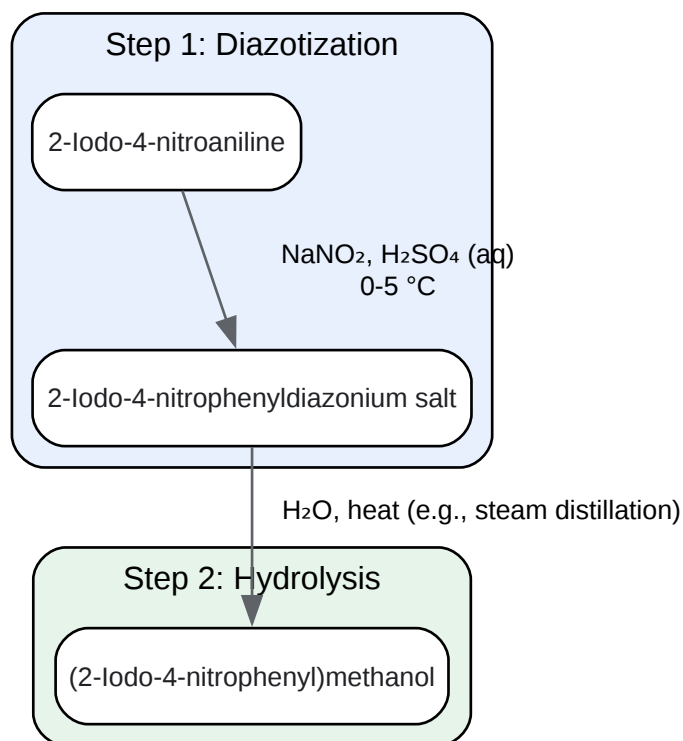 Step 1: Diazotization
2-Iodo-4-nitroaniline
NaNO₂, H₂SO₄ (aq)
0-5 °C
2-Iodo-4-nitrophenyldiazonium salt
H₂O, heat (e.g., steam distillation)
Step 2: Hydrolysis
(2-Iodo-4-nitrophenyl)methanol